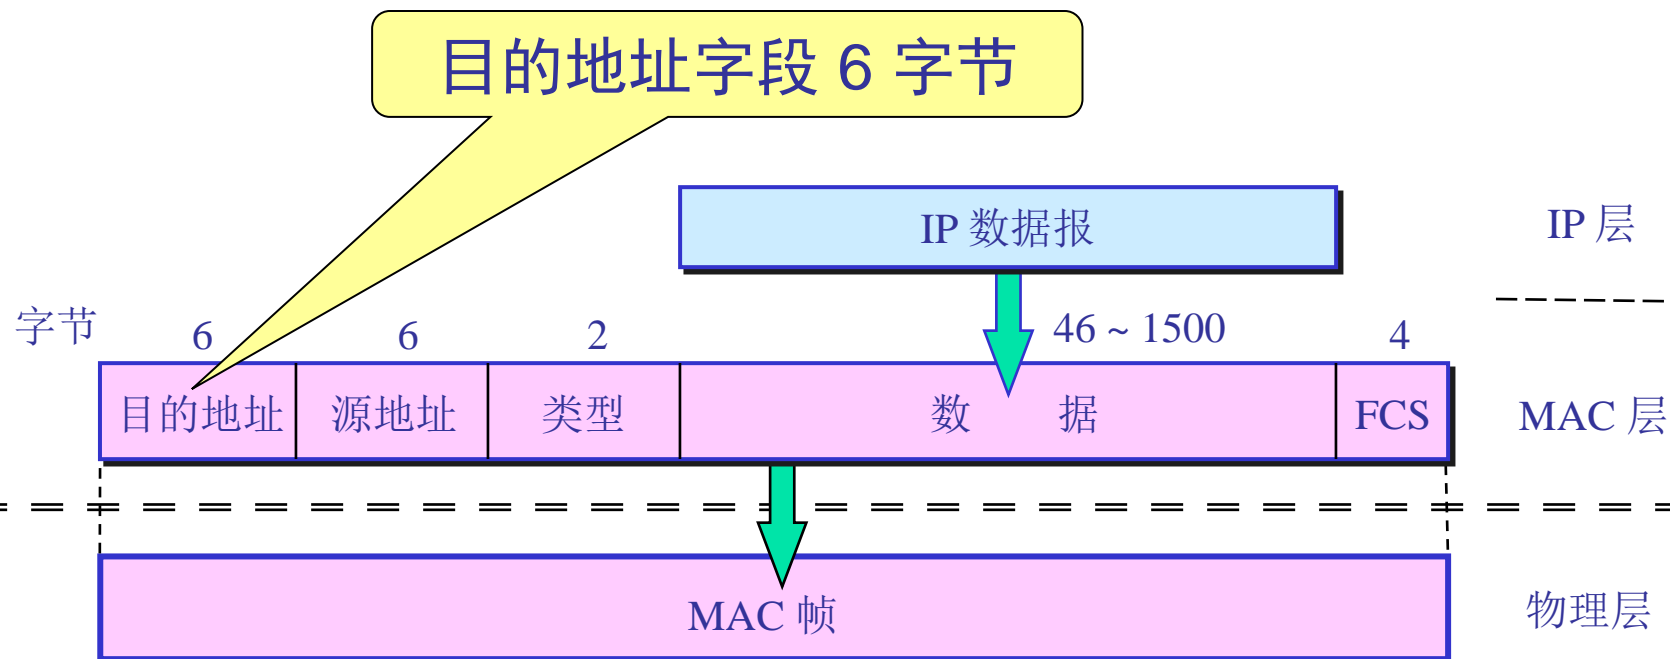 目的地址字段 6 字节
IP 数据报
IP 层
字节
6
6
2
46 ~ 1500
4
目的地址
源地址
类型
数 据
FCS
MAC 层
MAC 帧
物理层